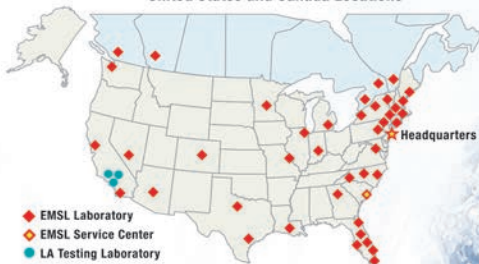 United States and Canada Locations
Headquarters
EMSL Laboratory
EMSL Service Center
LA Testing Laboratory